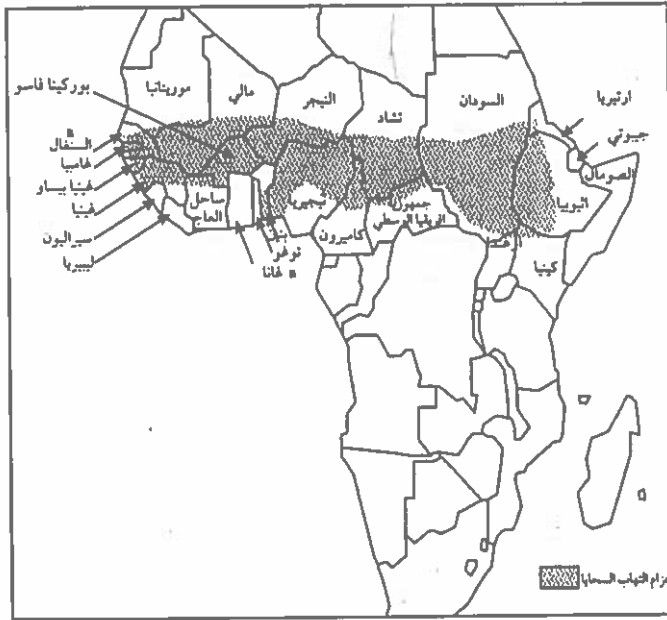 بوركينا فاسو
موريتانيا
مالي
النيجر
تشاد
السودان
ارتيريا
جيبوتي
الصومال
اثيوبيا
السنغال
غامبيا
غينيا بيساو
غينيا
سيراليون
ليبيريا
ساحل
العاج
غانا
توغو
بنين
نيجيريا
كاميرون
جمهورية
افريقيا الوسطى
كينيا
حزام التهاب السحايا